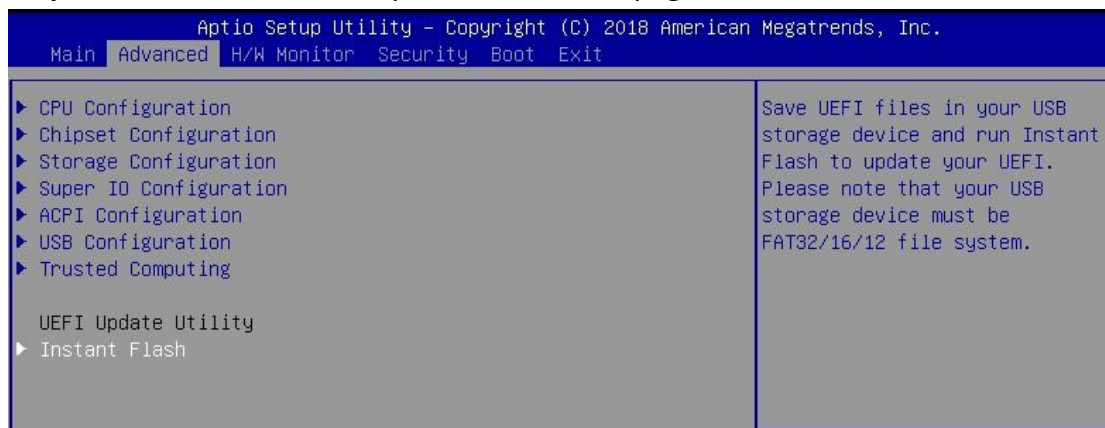 Aptio Setup Utility – Copyright (C) 2018 American Megatrends, Inc.
Main Advanced H/W Monitor Security Boot Exit
CPU Configuration
Chipset Configuration
Storage Configuration
Super IO Configuration
ACPI Configuration
USB Configuration
Trusted Computing
UEFI Update Utility
Instant Flash
Save UEFI files in your USB
storage device and run Instant
Flash to update your UEFI.
Please note that your USB
storage device must be
FAT32/16/12 file system.